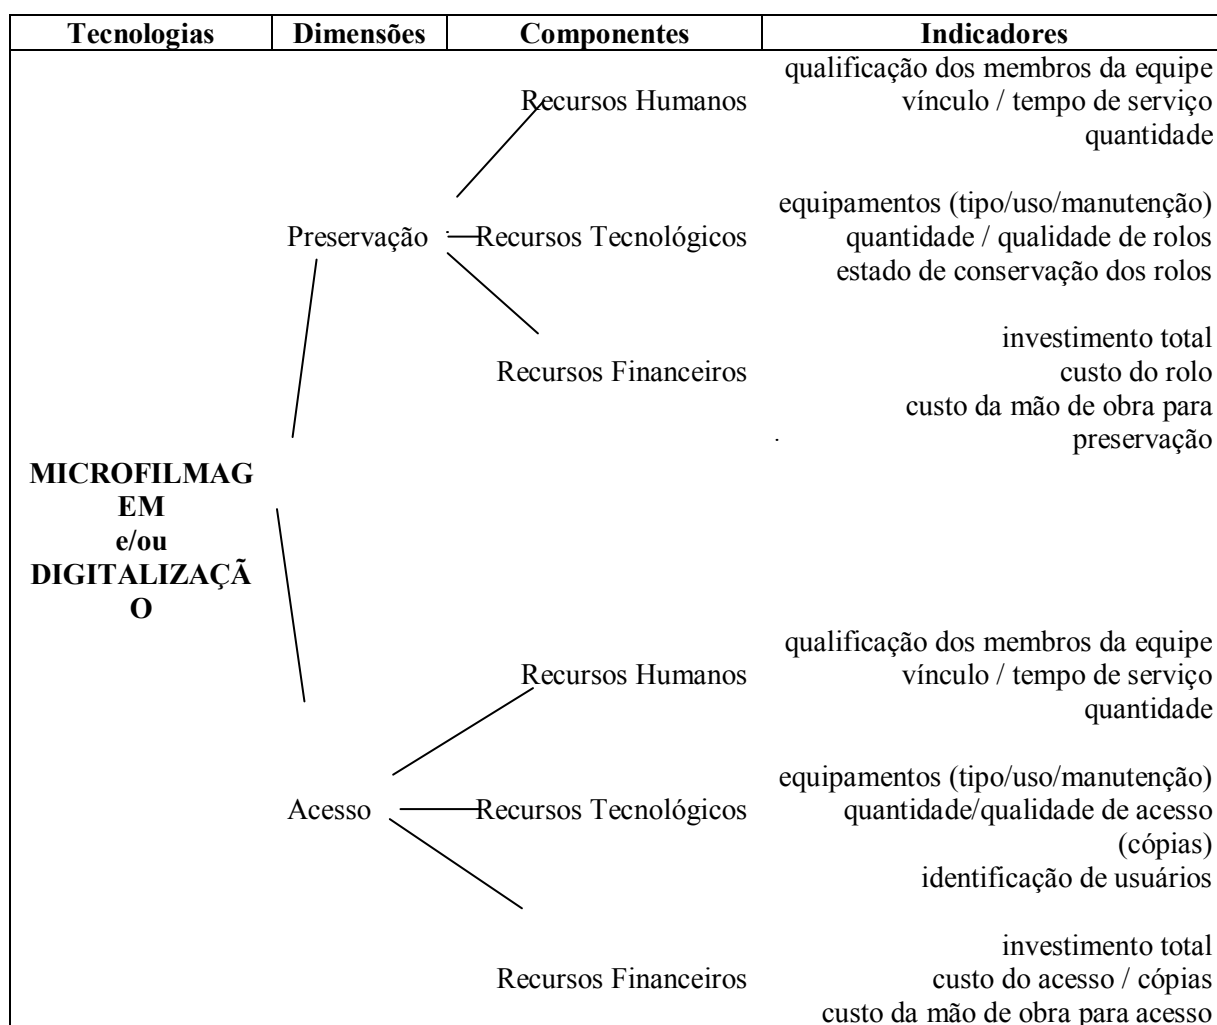 Tecnologias Dimensões Componentes Indicadores
qualificação dos membros da equipe
Recursos Humanos vínculo / tempo de serviço
quantidade
equipamentos (tipo/uso/manutenção)
Preservação Recursos Tecnológicos quantidade / qualidade de rolos
estado de conservação dos rolos
investimento total
Recursos Financeiros custo do rolo
custo da mão de obra para
preservação
MICROFILMAG
EM
e/ou
DIGITALIZAÇÃ
O
qualificação dos membros da equipe
Recursos Humanos vínculo / tempo de serviço
quantidade
equipamentos (tipo/uso/manutenção)
Acesso Recursos Tecnológicos quantidade/qualidade de acesso
(cópias)
identificação de usuários
investimento total
Recursos Financeiros custo do acesso / cópias
custo da mão de obra para acesso